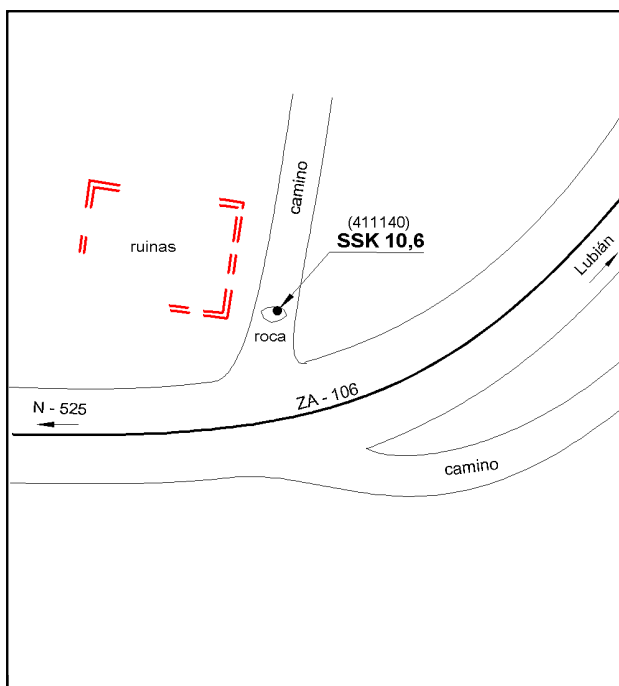 camino
(411140)
SSK 10,6
ruinas
Lubián
roca
ZA - 106
N - 525
camino